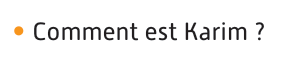 • Comment est Karim ?